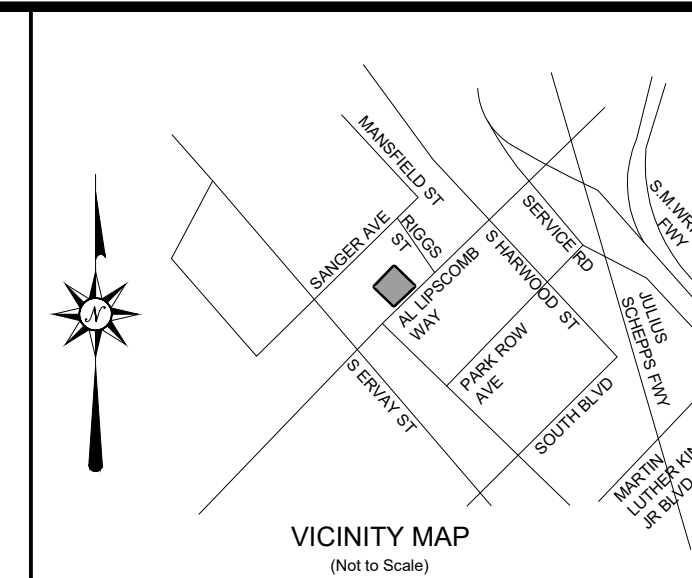 MANSFIELD ST
RIGGS
ST
SANGER AVE
SERVICE RD
S HARWOOD ST
AL LIPSCOMB
WAY
S.M.
FWY
JULIUS
SCHEPPS FWY
PARK ROW
AVE
S ERVAY ST
SOUTH BLVD
MARTIN
LUTHER
JR BLVD
N
VICINITY MAP
(Not to Scale)